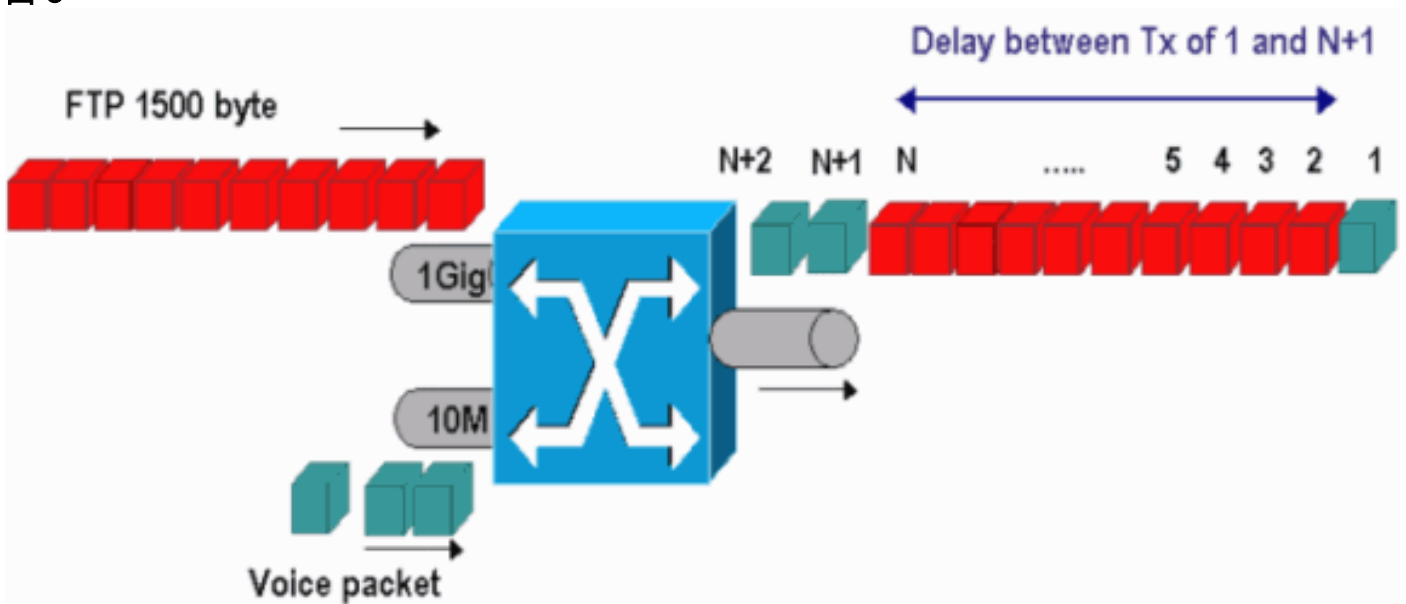 Delay between Tx of 1 and N+1
FTP 1500 byte
N+2 N+1 N ..... 5 4 3 2 1
1Gig
10M
Voice packet